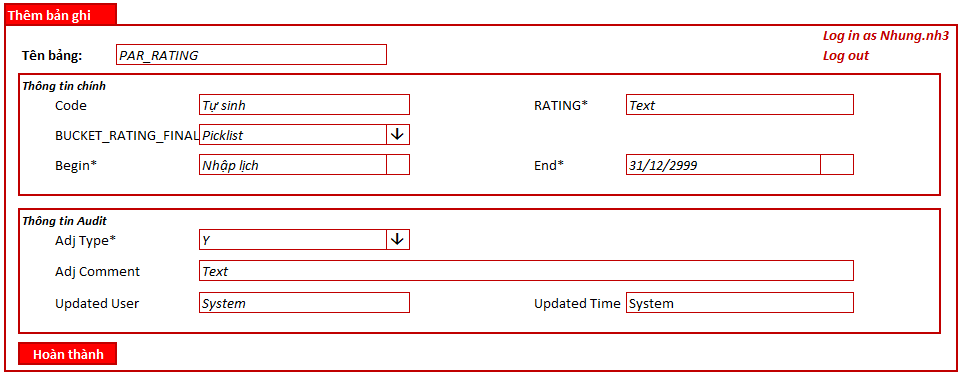 Thêm bản ghi
Log in as Nhung.nh3
Tên bảng: PAR_RATING Log out
Thông tin chính
Code Tự sinh RATING* Text
BUCKET_RATING_FINAL Picklist
Begin* Nhập lịch End* 31/12/2999
Thông tin Audit
Adj Type* Y
Adj Comment Text
Updated User System Updated Time System
Hoàn thành